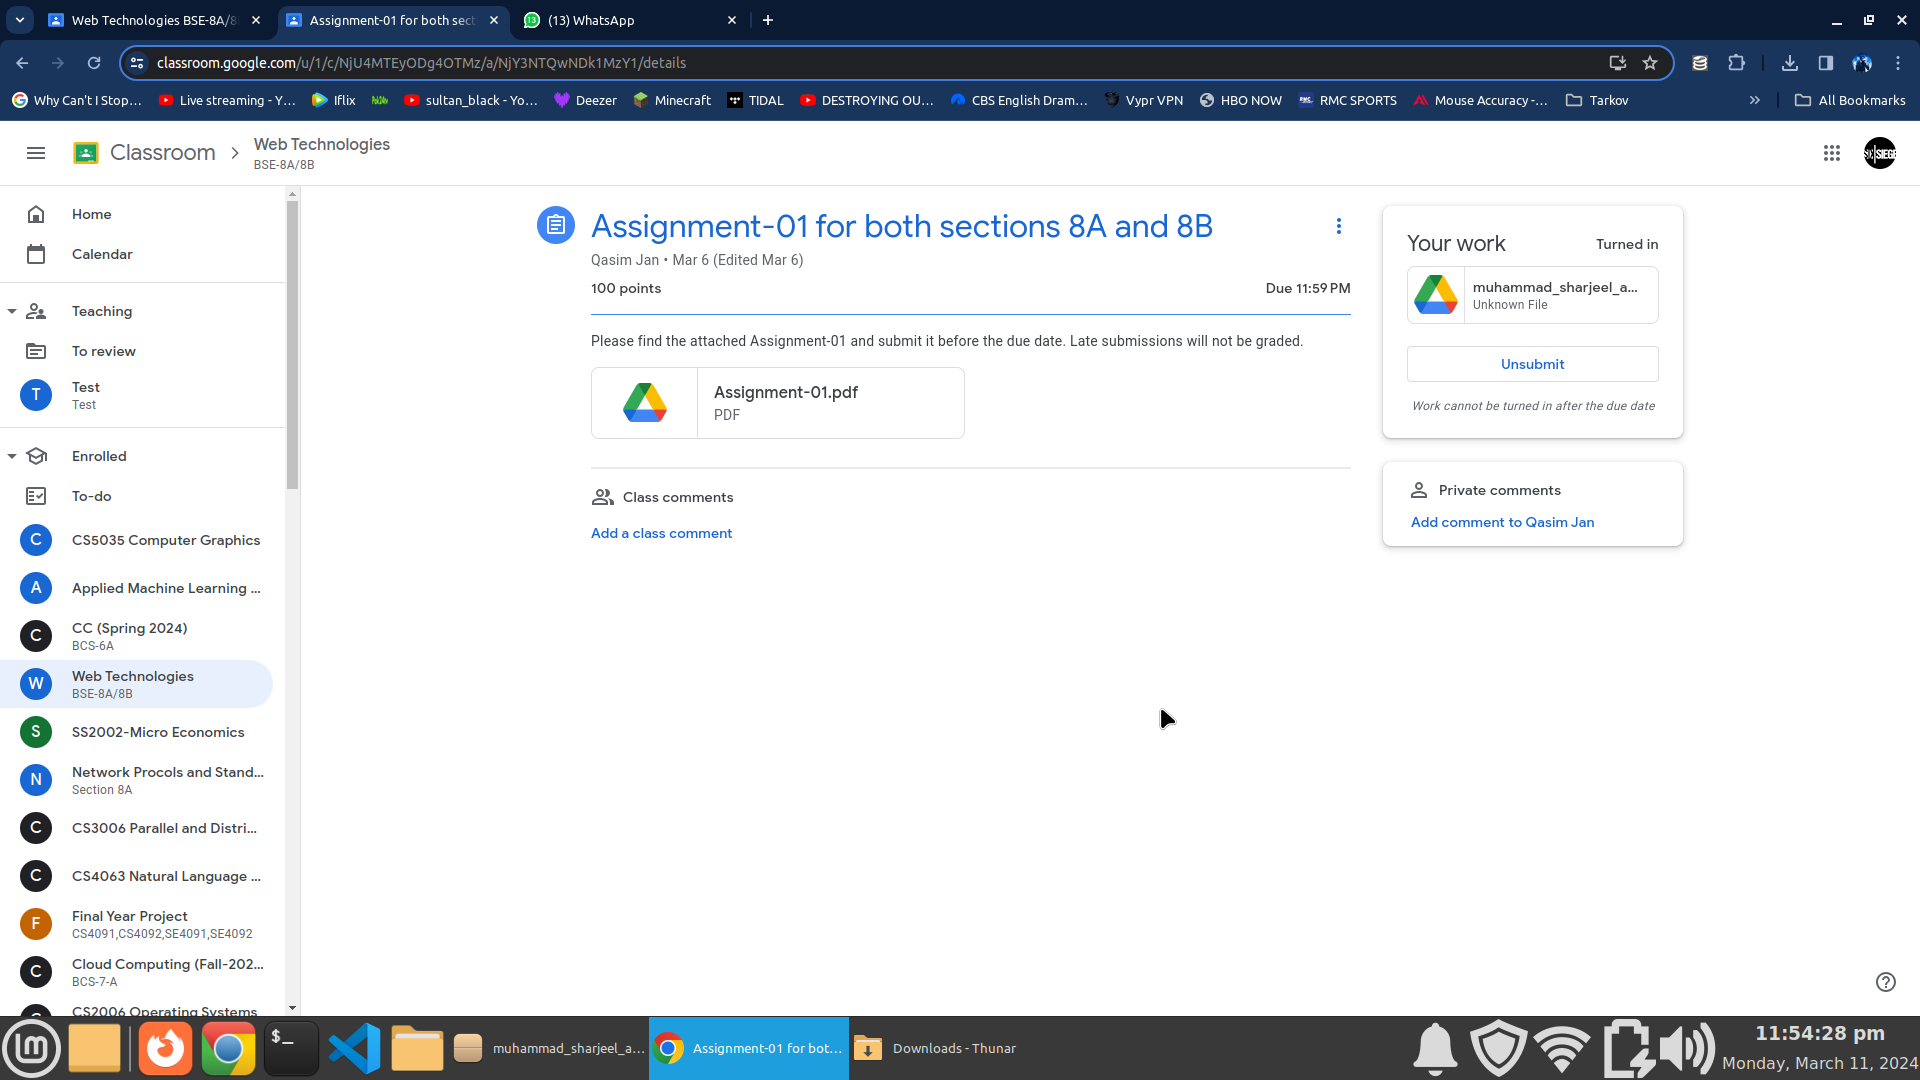 Web Technologies BSE-8A/8
Assignment-01 for both sect
(13) WhatsApp
classroom.google.com/u/1/c/NjU4MTEyODg4OTMz/a/NjY3NTQwNDk1MzY1/details
Why Can't I Stop...
Live streaming - Y...
Iflix
sultan_black - Yo...
Deezer
Minecraft
TIDAL
DESTROYING OU...
CBS English Dram...
Vypr VPN
HBO NOW
RMC SPORTS
Mouse Accuracy -...
Tarkov
All Bookmarks
Classroom
Web Technologies
BSE-8A/8B
Home
Calendar
Teaching
To review
T
Test
Test
Enrolled
To-do
C
CS5035 Computer Graphics
A
Applied Machine Learning ...
C
CC (Spring 2024)
BCS-6A
W
Web Technologies
BSE-8A/8B
S
SS2002-Micro Economics
N
Network Procols and Stand...
Section 8A
C
CS3006 Parallel and Distri...
C
CS4063 Natural Language ...
F
Final Year Project
CS4091,CS4092,SE4091,SE4092
C
Cloud Computing (Fall-202...
BCS-7-A
CS2006 Operating Systems
Assignment-01 for both sections 8A and 8B
Qasim Jan • Mar 6 (Edited Mar 6)
100 points
Due 11:59 PM
Please find the attached Assignment-01 and submit it before the due date. Late submissions will not be graded.
Assignment-01.pdf
PDF
Class comments
Add a class comment
Your work
Turned in
muhammad_sharjeel_a...
Unknown File
Unsubmit
Work cannot be turned in after the due date
Private comments
Add comment to Qasim Jan
muhammad_sharjeel_a...
Assignment-01 for bot...
Downloads - Thunar
11:54:28 pm
Monday, March 11, 2024